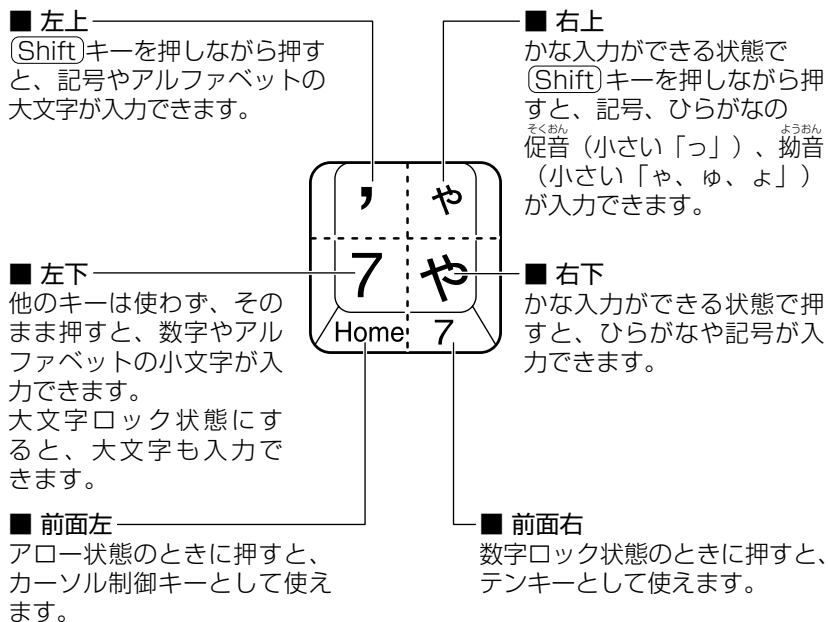 ■ 左上
Shiftキーを押しながら押す
と、記号やアルファベットの
大文字が入力できます。
■ 右上
かな入力ができる状態で
Shiftキーを押しながら押
すと、記号、ひらがなの
そくおん ようおん
促音（小さい「っ」）、拗音
（小さい「ゃ、ゅ、ょ」）
が入力できます。
' ゃ
7 や
Home 7
■ 左下
他のキーは使わず、その
まま押すと、数字やアル
ファベットの小文字が入
力できます。
大文字ロック状態にす
ると、大文字も入力で
きます。
■ 右下
かな入力ができる状態で押
すと、ひらがなや記号が入
力できます。
■ 前面左
アロー状態のときに押すと、
カーソル制御キーとして使え
ます。
■ 前面右
数字ロック状態のときに押すと、
テンキーとして使えます。